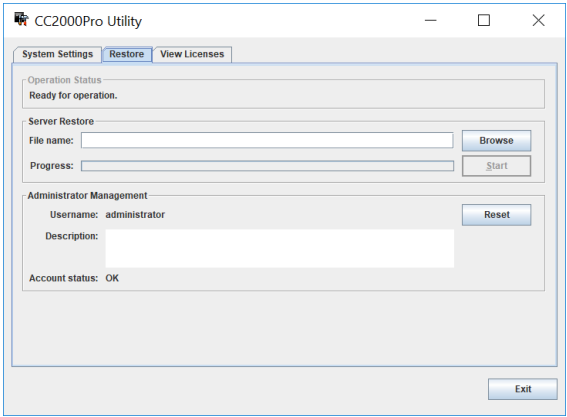 CC2000Pro Utility
System Settings Restore View Licenses
Operation Status
Ready for operation.
Server Restore
File name: Browse
Progress: Start
Administrator Management
Username: administrator Reset
Description:
Account status: OK
Exit